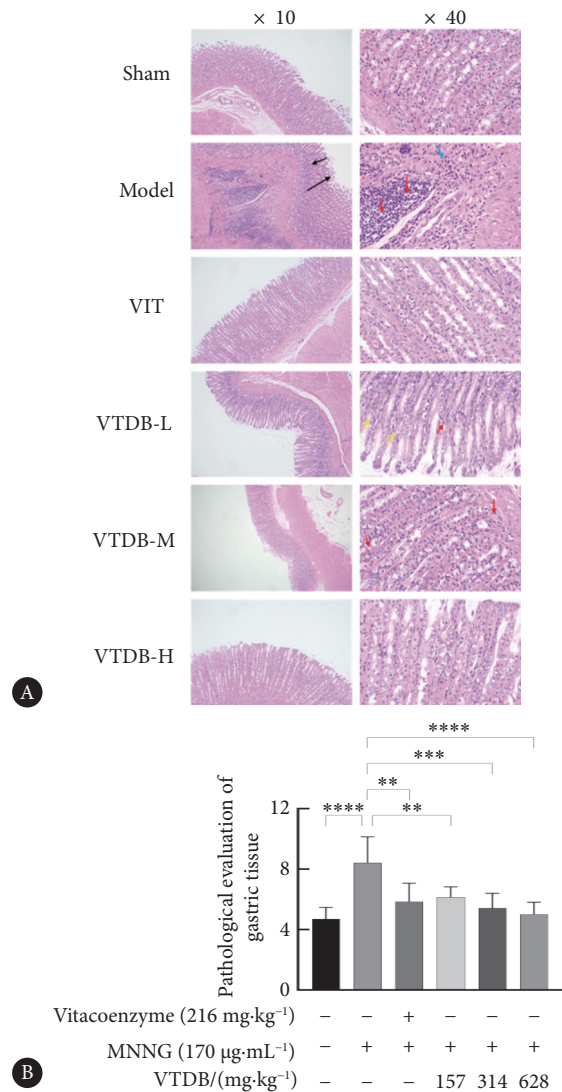 × 10 × 40
Sham
Model
VIT
VTDB-L
VTDB-M
VTDB-H
A
****
***
**
**** **
12
8
4
0
Pathological evaluation of
gastric tissue
Vitacoenzyme (216 mg·kg⁻¹) − − + − − −
MNNG (170 μg·mL⁻¹) − + + + + +
VTDB/(mg·kg⁻¹) − − − 157 314 628
B